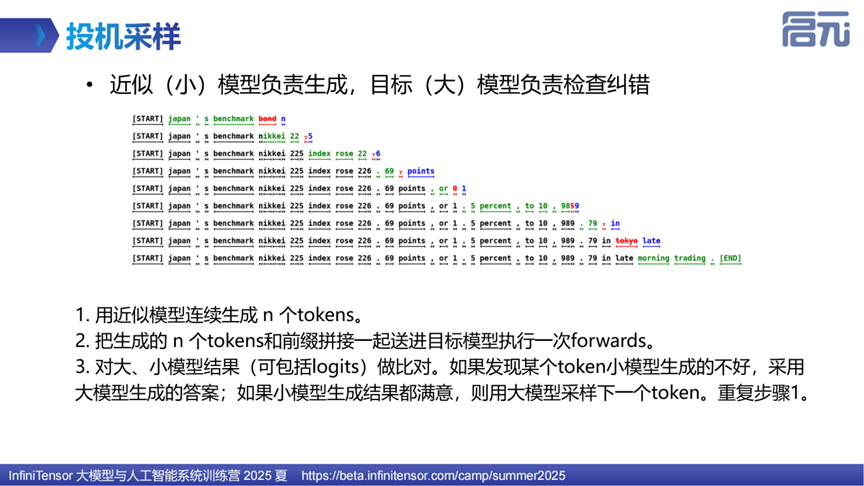 投机采样
启元
• 近似（小）模型负责生成，目标（大）模型负责检查纠错
[START] japan ' s benchmark bond n
[START] japan ' s benchmark nikkei 22 , 5
[START] japan ' s benchmark nikkei 225 index rose 22 , 6
[START] japan ' s benchmark nikkei 225 index rose 226 . 69 , points
[START] japan ' s benchmark nikkei 225 index rose 226 . 69 points , or 0 1
[START] japan ' s benchmark nikkei 225 index rose 226 . 69 points , or 1 . 5 percent , to 10 , 9859
[START] japan ' s benchmark nikkei 225 index rose 226 . 69 points , or 1 . 5 percent , to 10 , 989 . 79 , in
[START] japan ' s benchmark nikkei 225 index rose 226 . 69 points , or 1 . 5 percent , to 10 , 989 . 79 in tokyo late
[START] japan ' s benchmark nikkei 225 index rose 226 . 69 points , or 1 . 5 percent , to 10 , 989 . 79 in late morning trading . [END]
1. 用近似模型连续生成 n 个tokens。
2. 把生成的 n 个tokens和前缀拼接一起送进目标模型执行一次forwards。
3. 对大、小模型结果（可包括logits）做比对。如果发现某个token小模型生成的不好，采用
大模型生成的答案；如果小模型生成结果都满意，则用大模型采样下一个token。重复步骤1。
InfiniTensor 大模型与人工智能系统训练营 2025 夏 https://beta.infinitensor.com/camp/summer2025